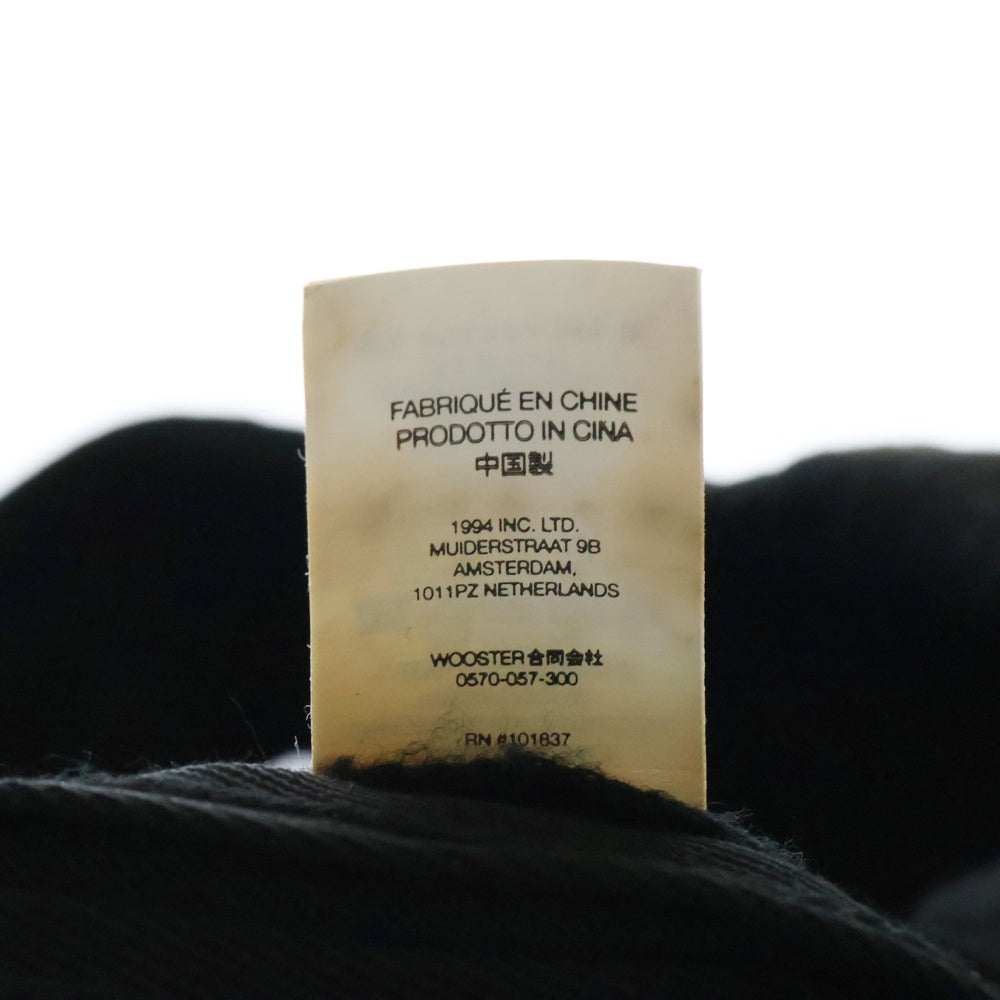 FABRIQUÉ EN CHINE
PRODOTTO IN CINA
中国製
1994 INC. LTD.
MUIDERSTRAAT 9B
AMSTERDAM,
1011PZ NETHERLANDS
WOOSTER合同会社
0570-057-300
RN #101837